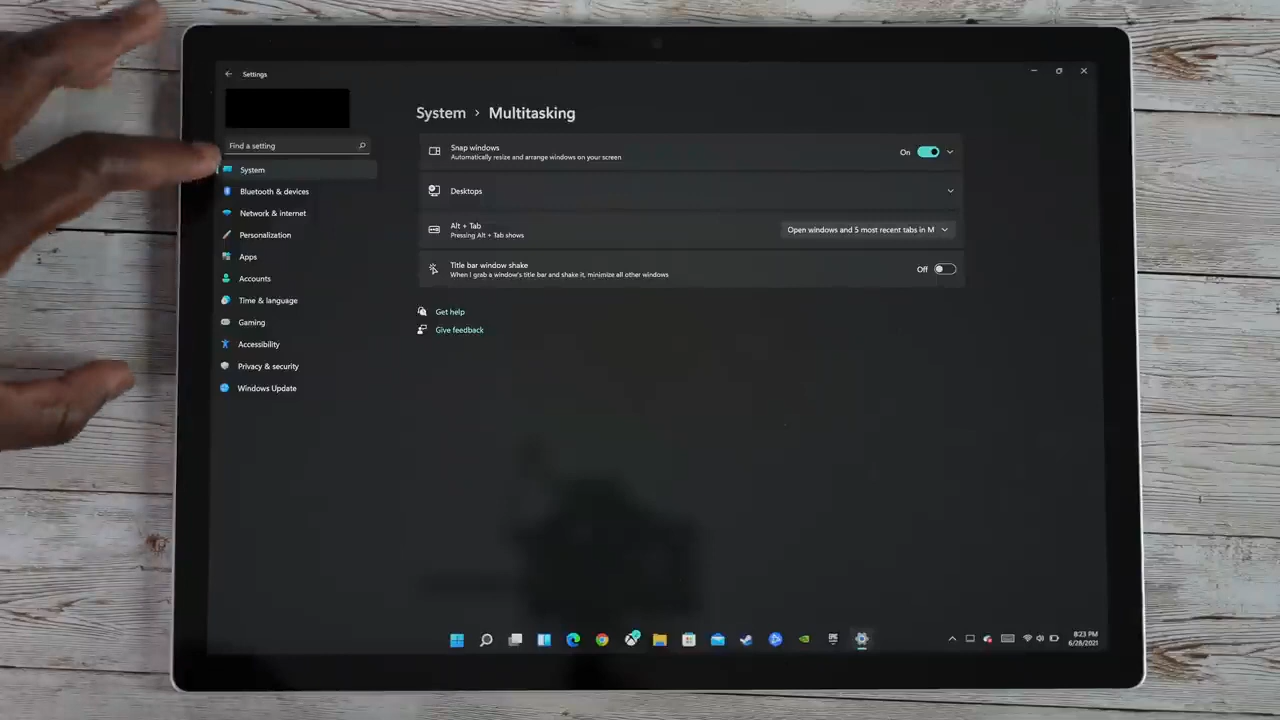 Settings
Find a setting
System
Bluetooth & devices
Network & internet
Personalization
Apps
Accounts
Time & language
Gaming
Accessibility
Privacy & security
Windows Update
System > Multitasking
Snap windows
Automatically resize and arrange windows on your screen
On
Desktops
Alt + Tab
Pressing Alt + Tab shows
Open windows and 5 most recent tabs in M
Title bar window shake
When I grab a window's title bar and shake it, minimize all other windows
Off
Get help
Give feedback
8:23 PM
6/28/2021